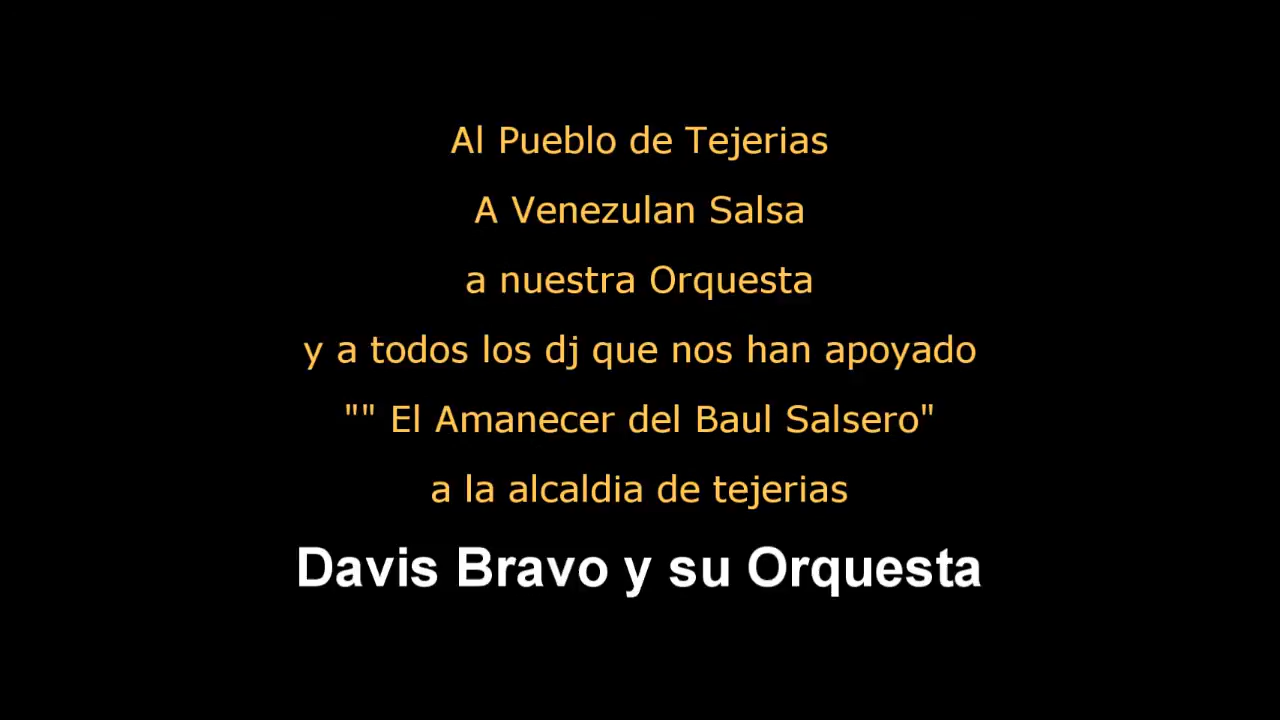 Al Pueblo de Tejerias
A Venezulan Salsa
a nuestra Orquesta
y a todos los dj que nos han apoyado
"" El Amanecer del Baul Salsero"
a la alcaldia de tejerias
Davis Bravo y su Orquesta